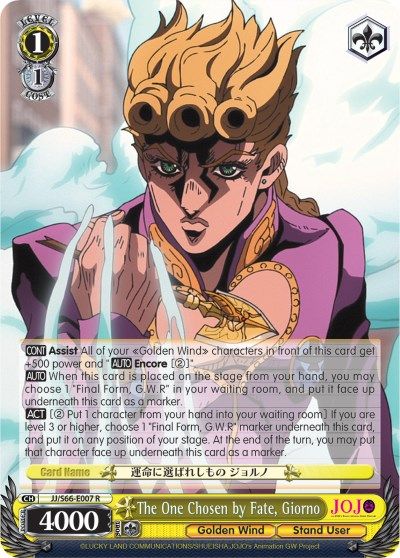 LEVEL
1
1
COST
CONT Assist All of your «Golden Wind» characters in front of this card get
+500 power and "AUTO Encore [②]".
AUTO When this card is placed on the stage from your hand, you may
choose 1 "Final Form, G.W.R" in your waiting room, and put it face up
underneath this card as a marker.
ACT [② Put 1 character from your hand into your waiting room] If you are
level 3 or higher, choose 1 "Final Form, G.W.R" underneath this card, and
put it on any position of your stage. At the end of the turn, you may put
that character underneath this card as a marker.
Card Name 運命に選ばれしもの ジョルノ
CH JJ/S66-E007 R
The One Chosen by Fate, Giorno
JOJO
POWER 4000 SOUL
Golden Wind Stand User
©LUCKY LAND COMMUNICATIONS/SHUEISHA,JOJO's Animation GW Project